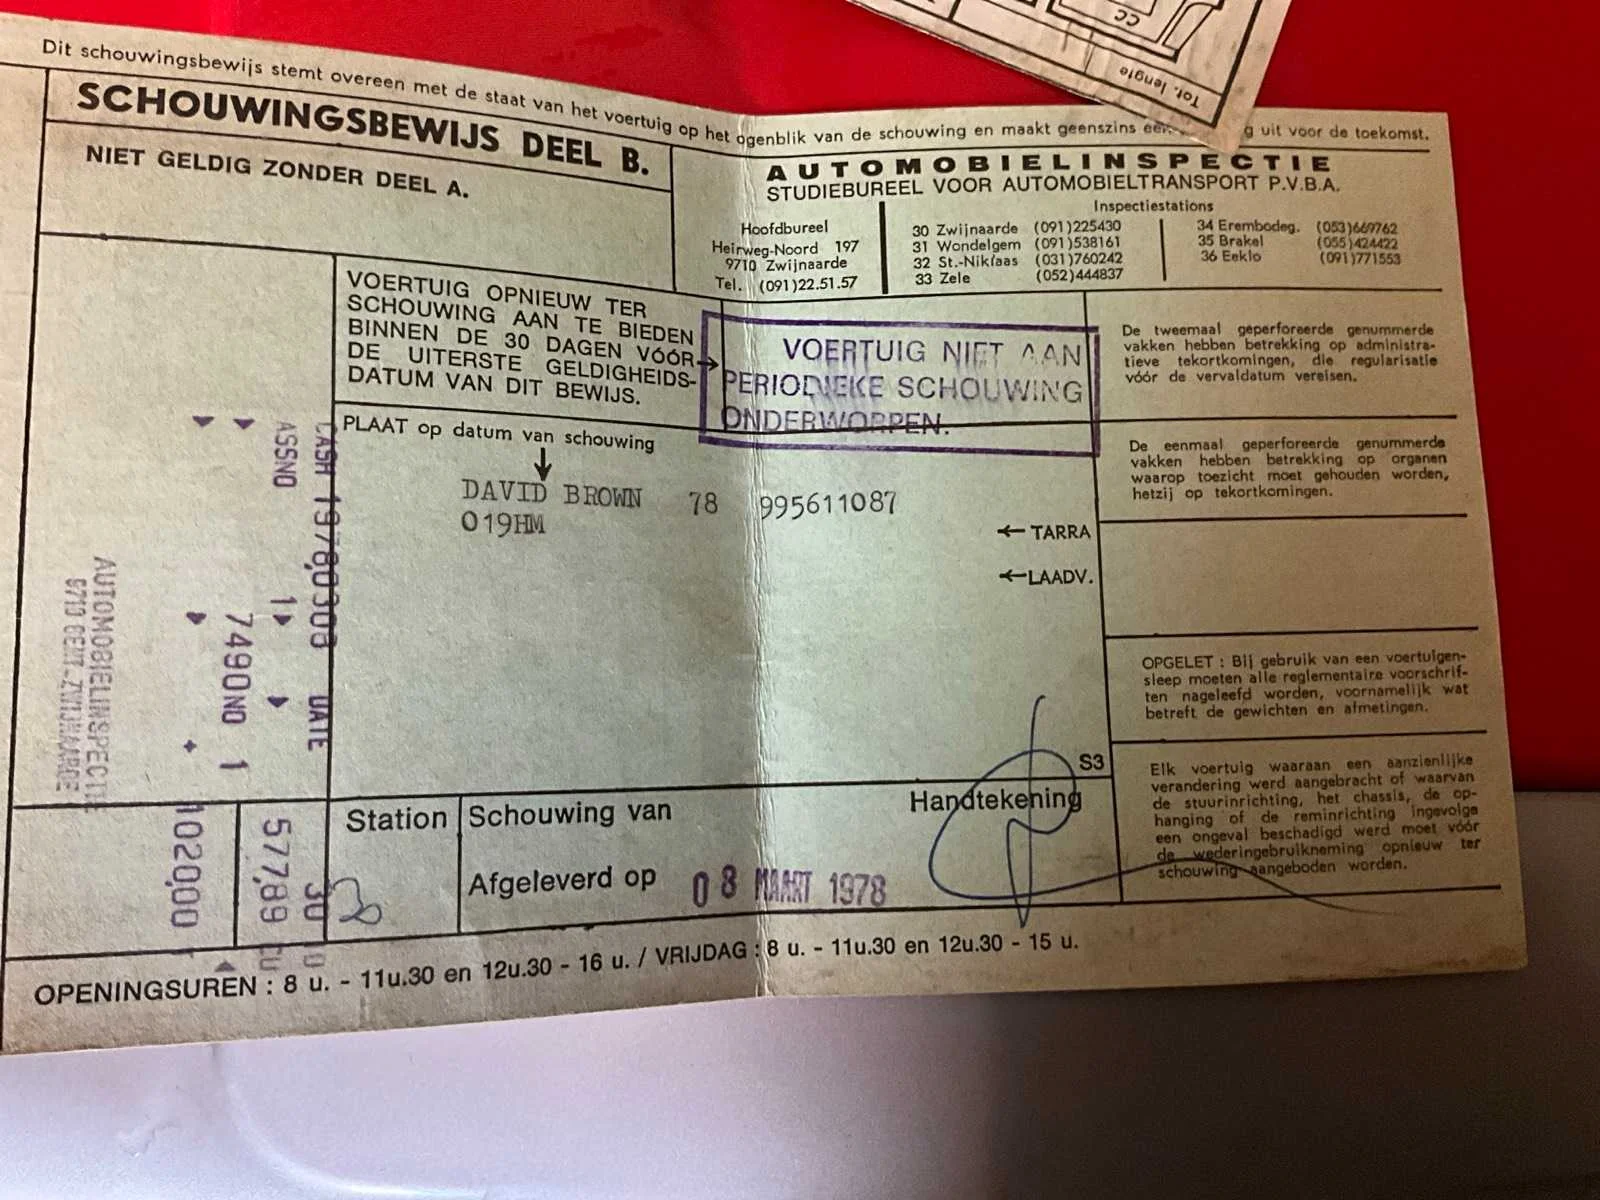 CC
Tot. lengte
Dit schouwingsbewijs stemt overeen met de staat van het voertuig op het ogenblik van de schouwing en maakt geenszins g uit voor de toekomst.
SCHOUWINGSBEWIJS DEEL B.
NIET GELDIG ZONDER DEEL A.
AUTOMOBIELINSPECTIE
STUDIEBUREEL VOOR AUTOMOBIELTRANSPORT P.V.B.A.
Hoofdbureel
Heirweg-Noord 197
9710 Zwijnaarde
Tel. (091)22.51.57
Inspectiestations
30 Zwijnaarde (091)225430
31 Wondelgem (091)538161
32 St.-Niklaas (031)760242
33 Zele (052)444837
34 Erembodeg. (053)669762
35 Brakel (055)424422
36 Eeklo (091)771553
VOERTUIG OPNIEUW TER
SCHOUWING AAN TE BIEDEN
BINNEN DE 30 DAGEN VÓÓR
DE UITERSTE GELDIGHEIDS-
DATUM VAN DIT BEWIJS.
VOERTUIG NIET AAN
PERIODIEKE SCHOUWING
ONDERWORPEN.
PLAAT op datum van schouwing
DAVID BROWN 78 995611087
019HM
← TARRA
← LAADV.
S3
De tweemaal geperforeerde genummerde
vakken hebben betrekking op administra-
tieve tekortkomingen, die regularisatie
vóór de vervaldatum vereisen.
De eenmaal geperforeerde genummerde
vakken hebben betrekking op organen
waarop toezicht moet gehouden worden,
hetzij op tekortkomingen.
OPGELET : Bij gebruik van een voertuigen-
sleep moeten alle reglementaire voorschrif-
ten nageleefd worden, voornamelijk wat
betreft de gewichten en afmetingen.
Elk voertuig waaraan een aanzienlijke
verandering werd aangebracht of waarvan
de stuurinrichting, het chassis, de op-
hanging of de reminrichting ingevolge
een ongeval beschadigd werd moet vóór
de wederingebruikneming opnieuw ter
schouwing aangeboden worden.
Station
Schouwing van
Afgeleverd op 08 MAART 1978
Handtekening
OPENINGSUREN : 8 u. - 11u.30 en 12u.30 - 16 u. / VRIJDAG : 8 u. - 11u.30 en 12u.30 - 15 u.
AUTOMOBIELINSPECTIE
9710 GENT-ZWIJNAARDE
+ 1020,00
749ONO 1
ASSNO 1
577,89
30